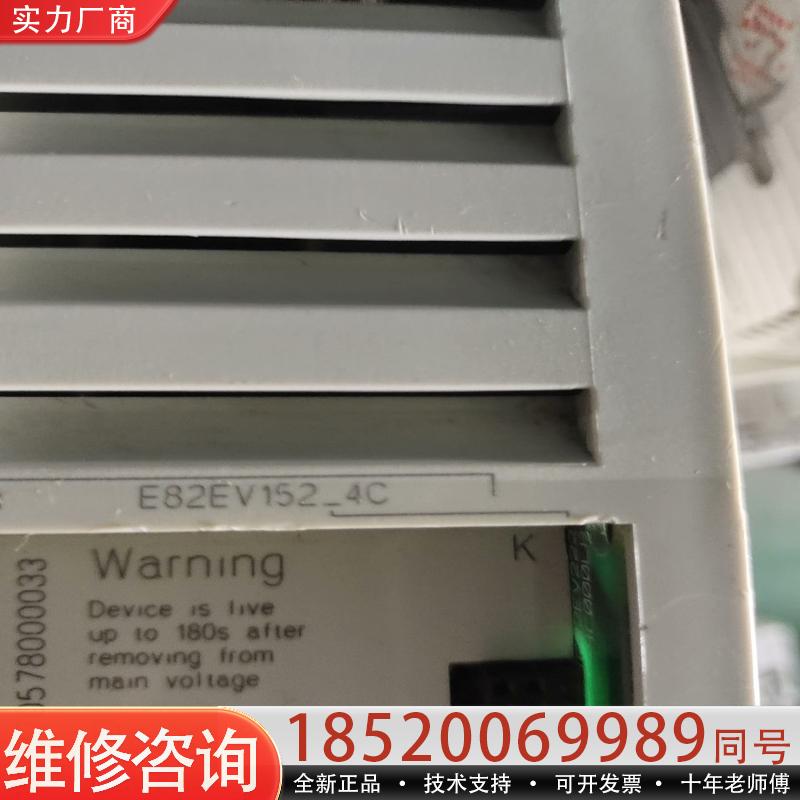 实力厂商
E82EV152_4C
K
Warning
Device is live
up to 180s after
removing from
main voltage
0578000033
维修咨询
18520069989同号
全新正品 • 技术支持 • 可开发票 • 十年老师傅